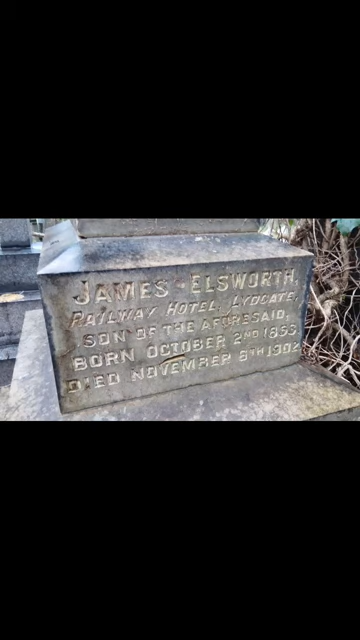 JAMES ELSWORTH,
RAILWAY HOTEL, LYDGATE,
SON OF THE AFORESAID,
BORN OCTOBER 2ND 1853
DIED NOVEMBER 8TH 1902